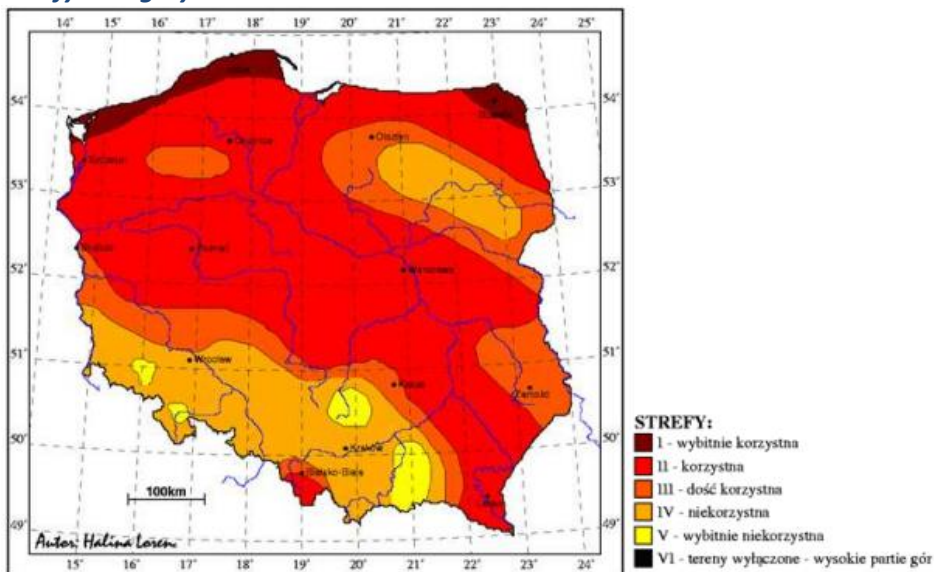 14° 15° 16° 17° 18° 19° 20° 21° 22° 23° 24°
54° 54°
Olsztyn
53° 53°
Poznań
Warszawa
52° 52°
51° 51°
Wrocław
Kielce
Zamość
50° 50°
Kraków
Bielsko-Biała
100km
49° 49°
Autor: Halina Lorenc
15° 16° 17° 18° 19° 20° 21° 22° 23°
STREFY:
I - wybitnie korzystna
II - korzystna
III - dość korzystna
IV - niekorzystna
V - wybitnie niekorzystna
VI - tereny wyłączone - wysokie partie gór